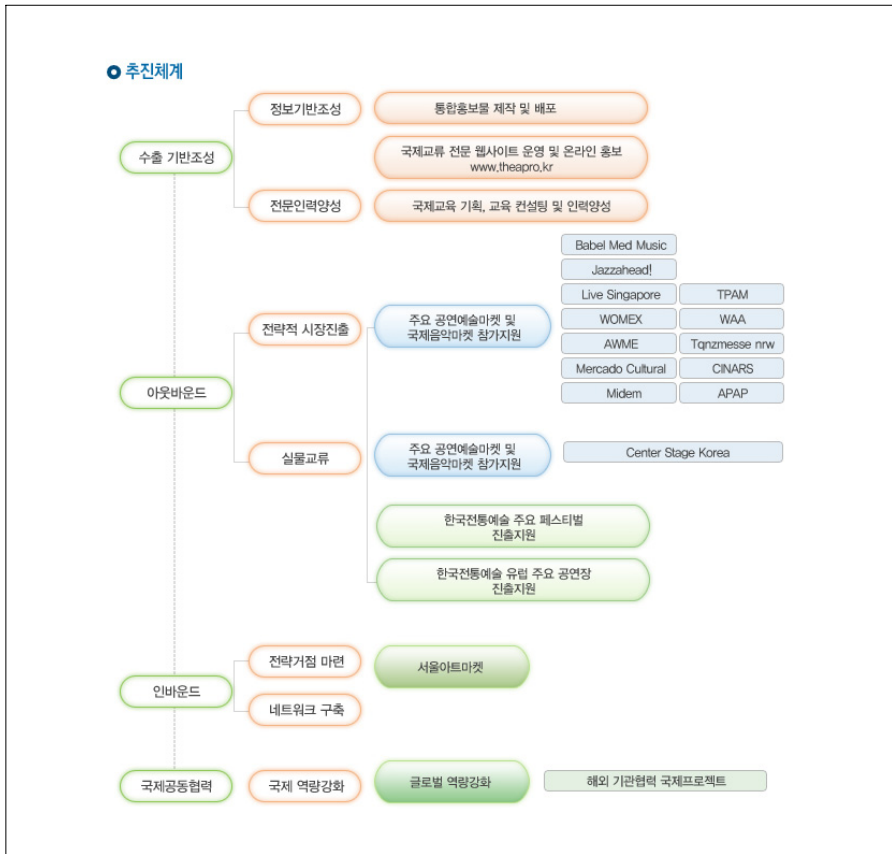 추진체계
정보기반조성
통합홍보물 제작 및 배포
수출 기반조성
국제교류 전문 웹사이트 운영 및 온라인 홍보
www.theapro.kr
전문인력양성
국제교육 기획, 교육 컨설팅 및 인력양성
Babel Med Music
Jazzahead!
Live Singapore
TPAM
전략적 시장진출
주요 공연예술마켓 및
국제음악마켓 참가지원
WOMEX
WAA
AWME
Tqnzmesse nrw
Mercado Cultural
CINARS
Midem
APAP
아웃바운드
실물교류
주요 공연예술마켓 및
국제음악마켓 참가지원
Center Stage Korea
한국전통예술 주요 페스티벌
진출지원
한국전통예술 유럽 주요 공연장
진출지원
전략거점 마련
서울아트마켓
인바운드
네트워크 구축
국제공동협력
국제 역량강화
글로벌 역량강화
해외 기관협력 국제프로젝트